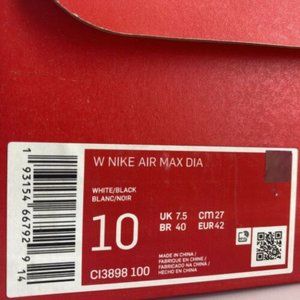 W NIKE AIR MAX DIA
WHITE/BLACK
BLANC/NOIR
10
UK 7.5 CM 27
BR 40 EUR 42
MADE IN CHINA /
FABRIQUÉ EN CHINE /
FABRICADO NA CHINA /
HECHO EN CHINA
CI3898 100
1 93154 66792 9 14